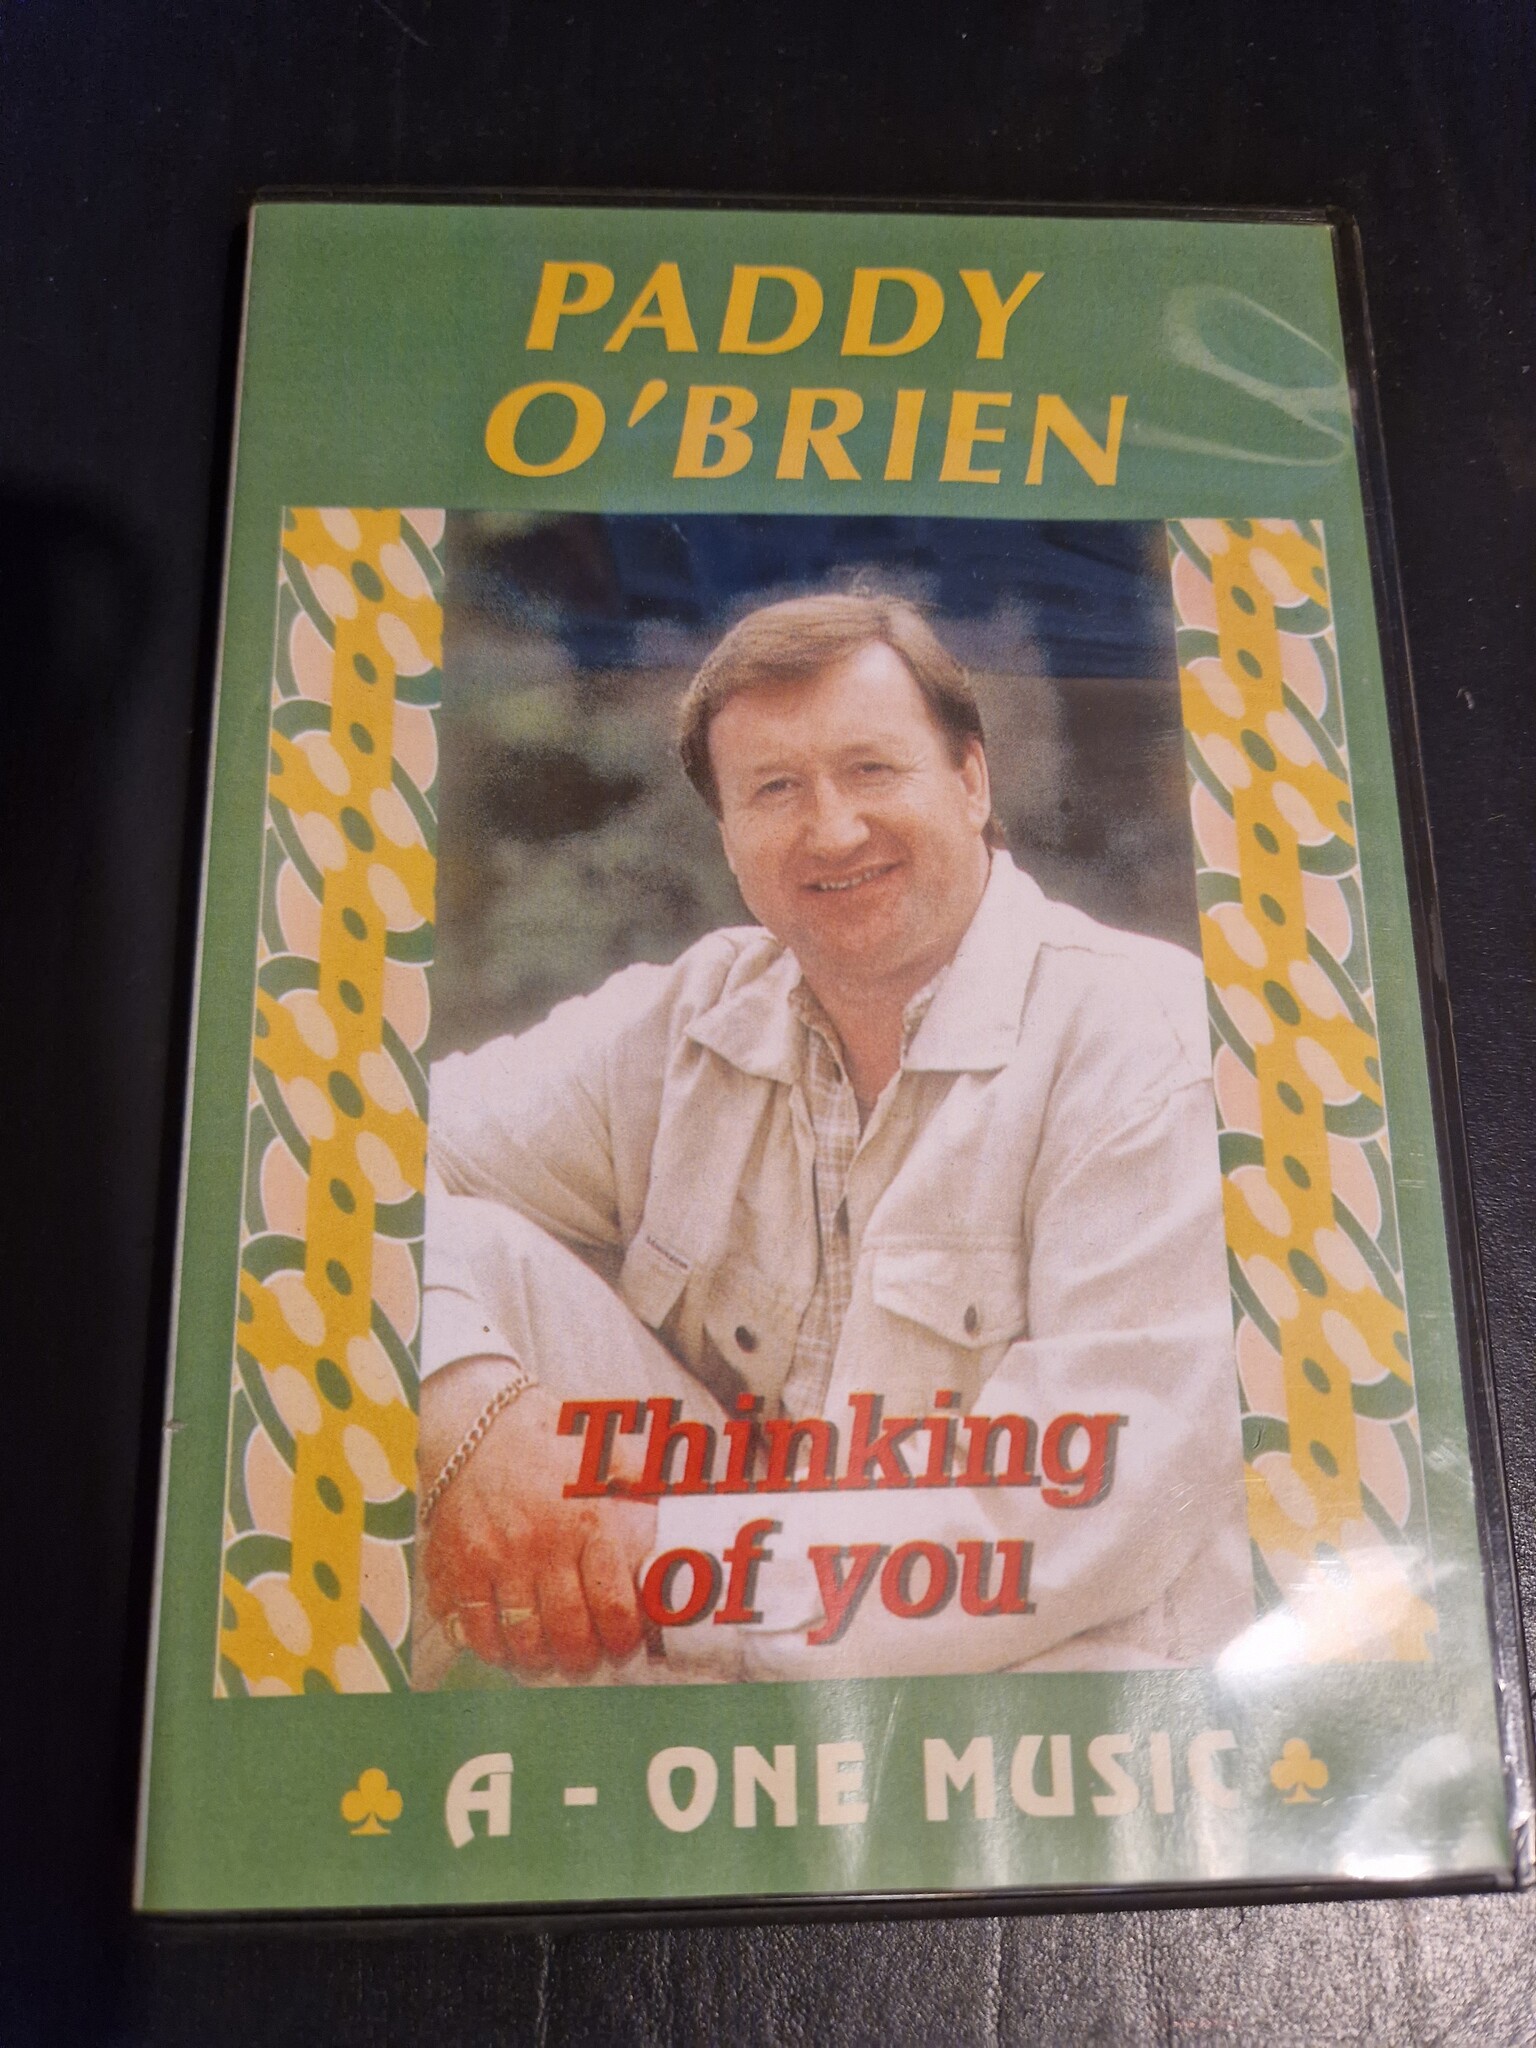 PADDY
O'BRIEN
Thinking
of you
A - ONE MUSIC